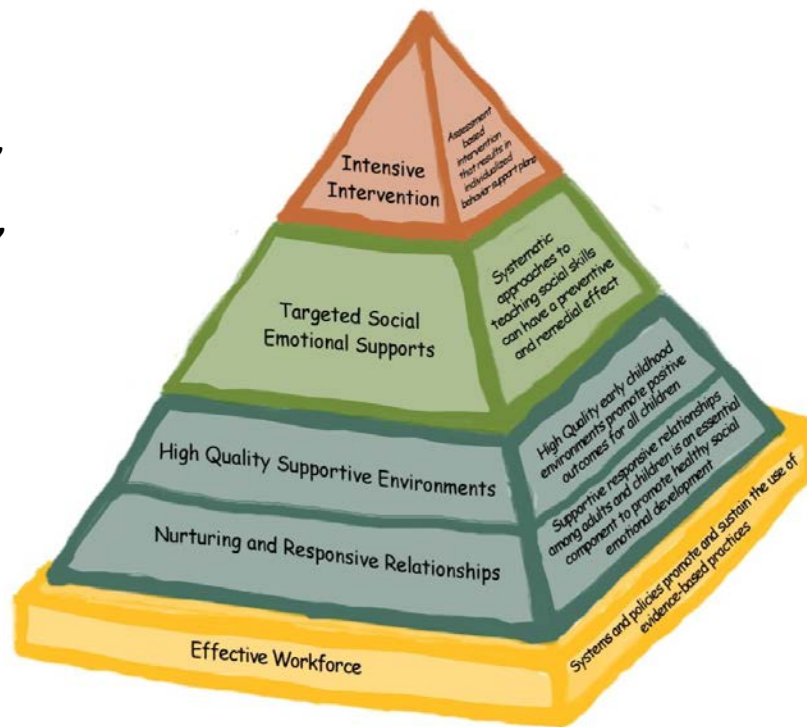 Intensive
Intervention
Assessment
based
intervention
that results in
individualized
behavior support plans
Targeted Social
Emotional Supports
Systematic
approaches to
teaching social skills
can have a preventive
and remedial effect
High Quality Supportive Environments
High Quality early childhood
environments promote positive
outcomes for all children
Nurturing and Responsive Relationships
Supportive responsive relationships
among adults and children is an essential
component to promote healthy social
emotional development
Effective Workforce
Systems and policies promote and sustain the use of
evidence-based practices